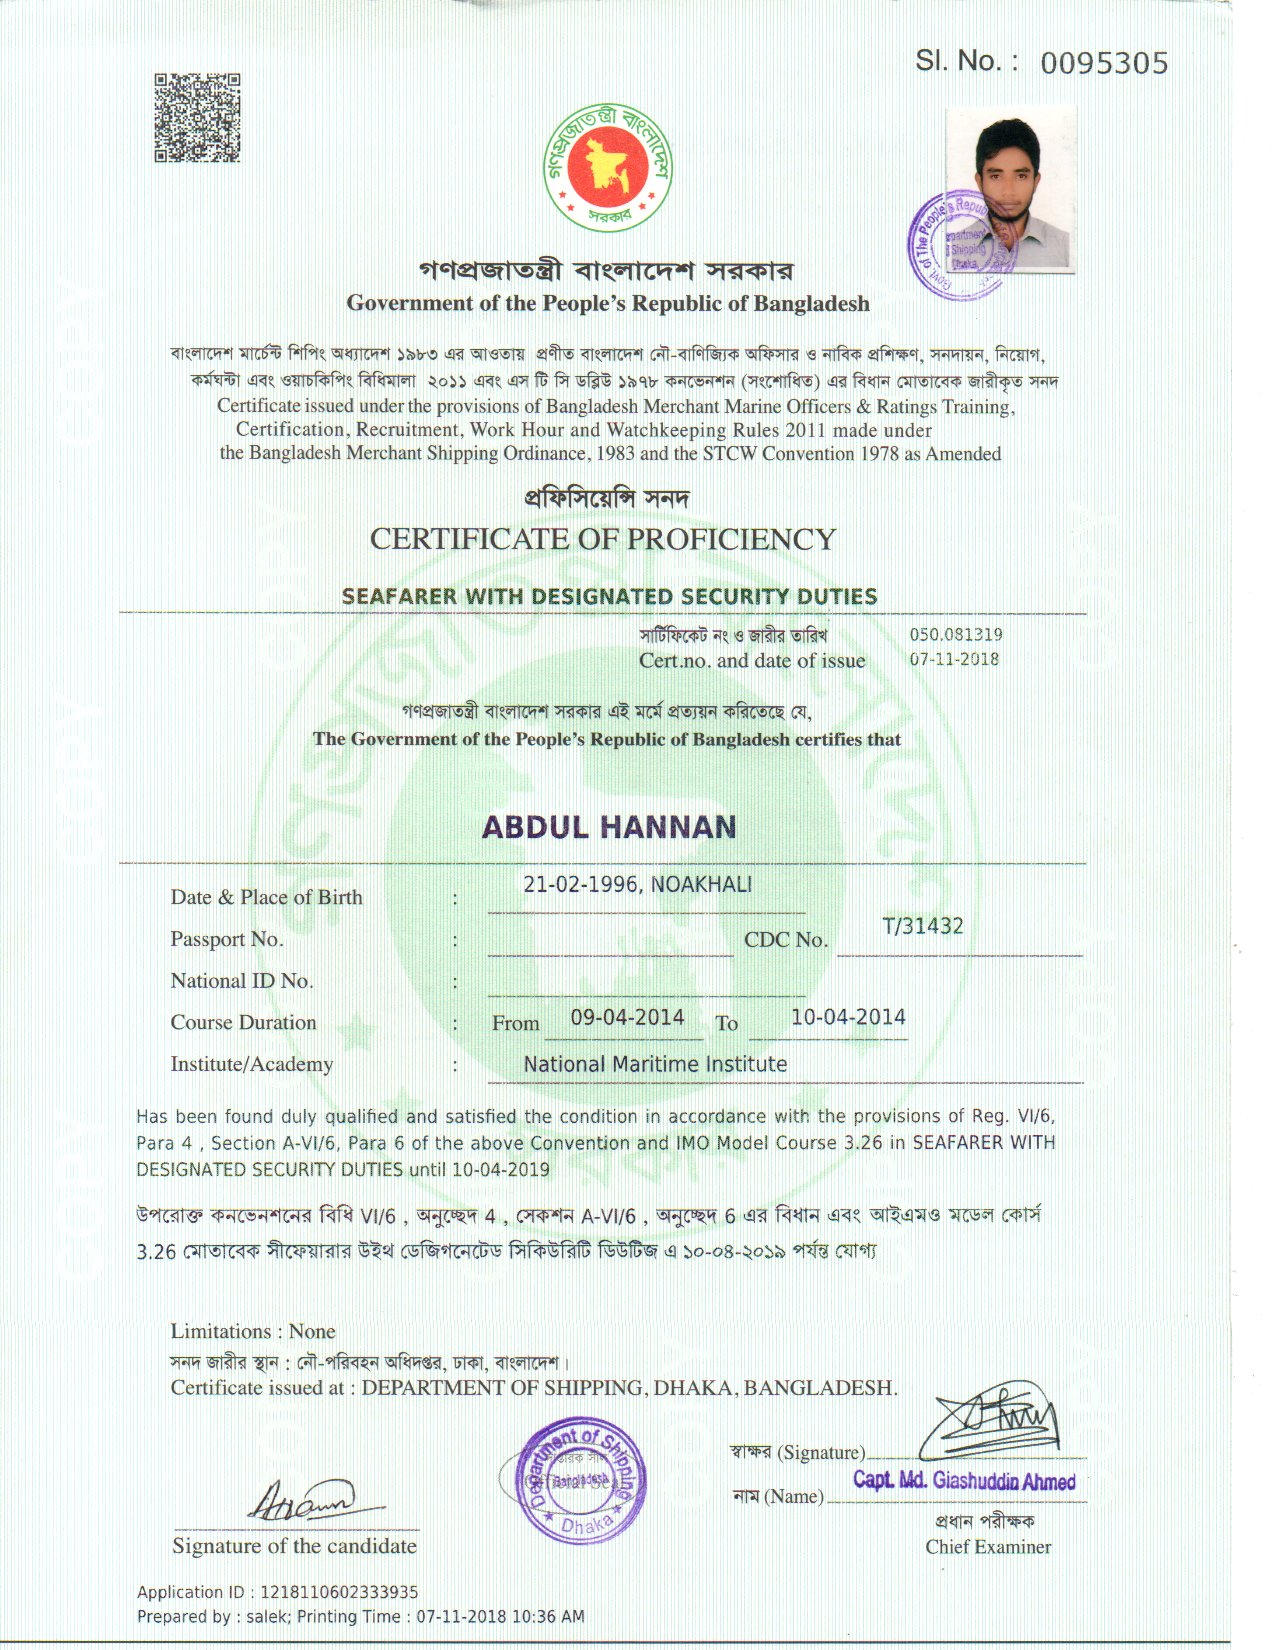 Sl. No. : 0095305
গণপ্রজাতন্ত্রী বাংলাদেশ
সরকার
Govt. of The People's Republic
Department
Shipping
Dhaka.
গণপ্রজাতন্ত্রী বাংলাদেশ সরকার
Government of the People's Republic of Bangladesh
বাংলাদেশ মার্চেন্ট শিপিং অধ্যাদেশ ১৯৮৩ এর আওতায় প্রণীত বাংলাদেশ নৌ-বাণিজ্যিক অফিসার ও নাবিক প্রশিক্ষণ, সনদায়ন, নিয়োগ,
কর্মঘন্টা এবং ওয়াচকিপিং বিধিমালা ২০১১ এবং এস টি সি ডব্লিউ ১৯৭৮ কনভেনশন (সংশোধিত) এর বিধান মোতাবেক জারীকৃত সনদ
Certificate issued under the provisions of Bangladesh Merchant Marine Officers & Ratings Training,
Certification, Recruitment, Work Hour and Watchkeeping Rules 2011 made under
the Bangladesh Merchant Shipping Ordinance, 1983 and the STCW Convention 1978 as Amended
প্রফিসিয়েন্সি সনদ
CERTIFICATE OF PROFICIENCY
SEAFARER WITH DESIGNATED SECURITY DUTIES
সার্টিফিকেট নং ও জারীর তারিখ 050.081319
Cert.no. and date of issue 07-11-2018
গণপ্রজাতন্ত্রী বাংলাদেশ সরকার এই মর্মে প্রত্যয়ন করিতেছে যে,
The Government of the People's Republic of Bangladesh certifies that
ABDUL HANNAN
Date & Place of Birth : 21-02-1996, NOAKHALI
Passport No. : CDC No. T/31432
National ID No. :
Course Duration : From 09-04-2014 To 10-04-2014
Institute/Academy : National Maritime Institute
Has been found duly qualified and satisfied the condition in accordance with the provisions of Reg. VI/6,
Para 4 , Section A-VI/6, Para 6 of the above Convention and IMO Model Course 3.26 in SEAFARER WITH
DESIGNATED SECURITY DUTIES until 10-04-2019
উপরোক্ত কনভেনশনের বিধি VI/6 , অনুচ্ছেদ 4 , সেকশন A-VI/6 , অনুচ্ছেদ 6 এর বিধান এবং আইএমও মডেল কোর্স
3.26 মোতাবেক সীফেয়ারার উইথ ডেজিগনেটেড সিকিউরিটি ডিউটিজ এ ১০-০৪-২০১৯ পর্যন্ত যোগ্য
Limitations : None
সনদ জারীর স্থান : নৌ-পরিবহন অধিদপ্তর, ঢাকা, বাংলাদেশ।
Certificate issued at : DEPARTMENT OF SHIPPING, DHAKA, BANGLADESH.
Department of Shipping
Bangladesh
Official Seal
Dhaka
স্বাক্ষর (Signature)
Capt. Md. Giashuddin Ahmed
নাম (Name)
প্রধান পরীক্ষক
Chief Examiner
Signature of the candidate
Application ID : 1218110602333935
Prepared by : salek; Printing Time : 07-11-2018 10:36 AM